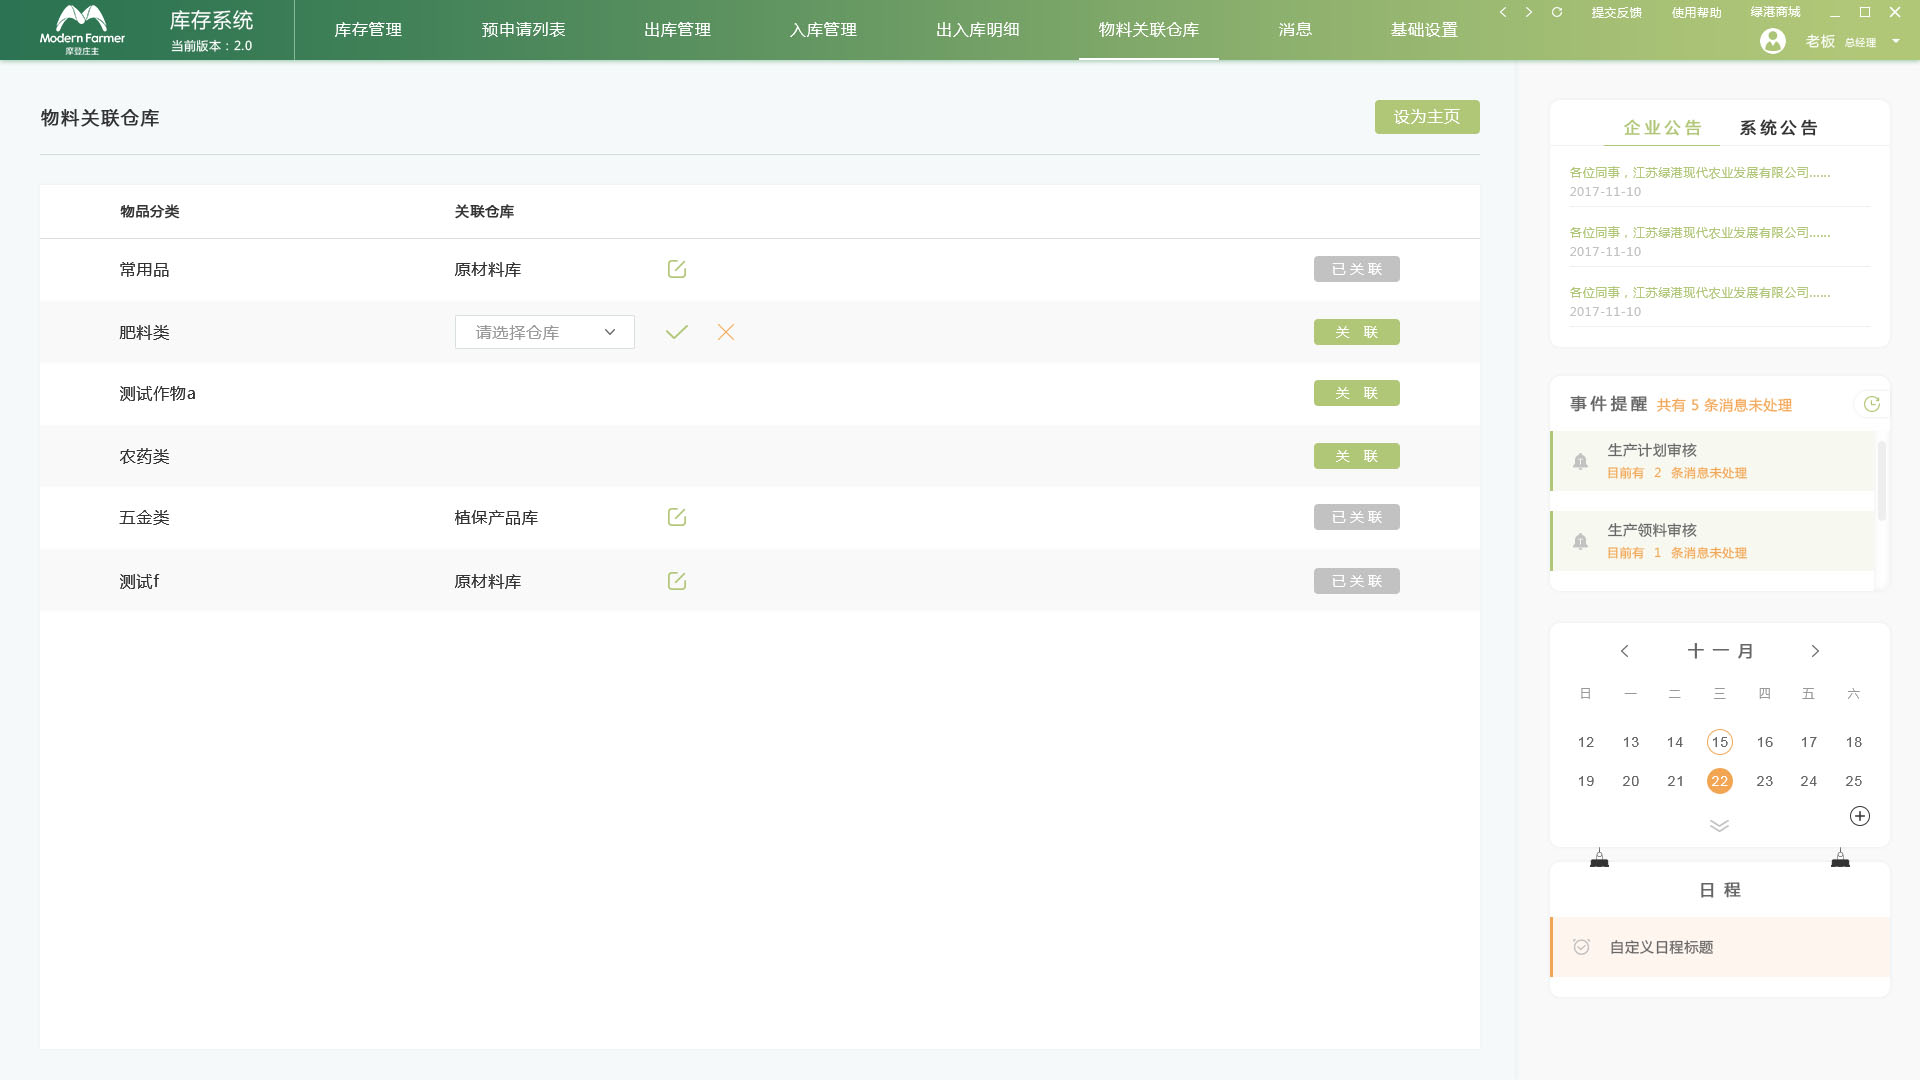 Modern Farmer
摩登庄主
库存系统
当前版本：2.0
库存管理
预申请列表
出库管理
入库管理
出入库明细
物料关联仓库
消息
基础设置
提交反馈
使用帮助
绿港商城
老板 总经理
物料关联仓库
设为主页
物品分类 关联仓库
常用品 原材料库 已关联
肥料类 请选择仓库 关 联
测试作物a 关 联
农药类 关 联
五金类 植保产品库 已关联
测试f 原材料库 已关联
企业公告 系统公告
各位同事，江苏绿港现代农业发展有限公司......
2017-11-10
各位同事，江苏绿港现代农业发展有限公司......
2017-11-10
各位同事，江苏绿港现代农业发展有限公司......
2017-11-10
事件提醒 共有 5 条消息未处理
生产计划审核
目前有 2 条消息未处理
生产领料审核
目前有 1 条消息未处理
十一月
日 一 二 三 四 五 六
12 13 14 15 16 17 18
19 20 21 22 23 24 25
日 程
自定义日程标题